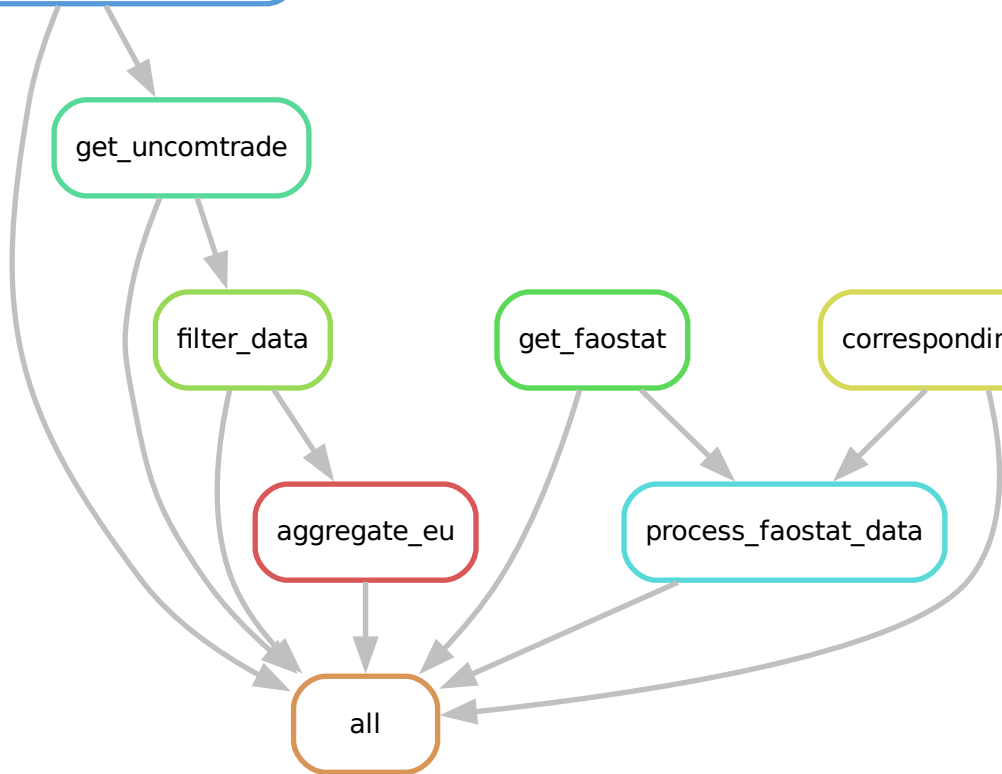 get_uncomtrade
filter_data
get_faostat
aggregate_eu
process_faostat_data
all